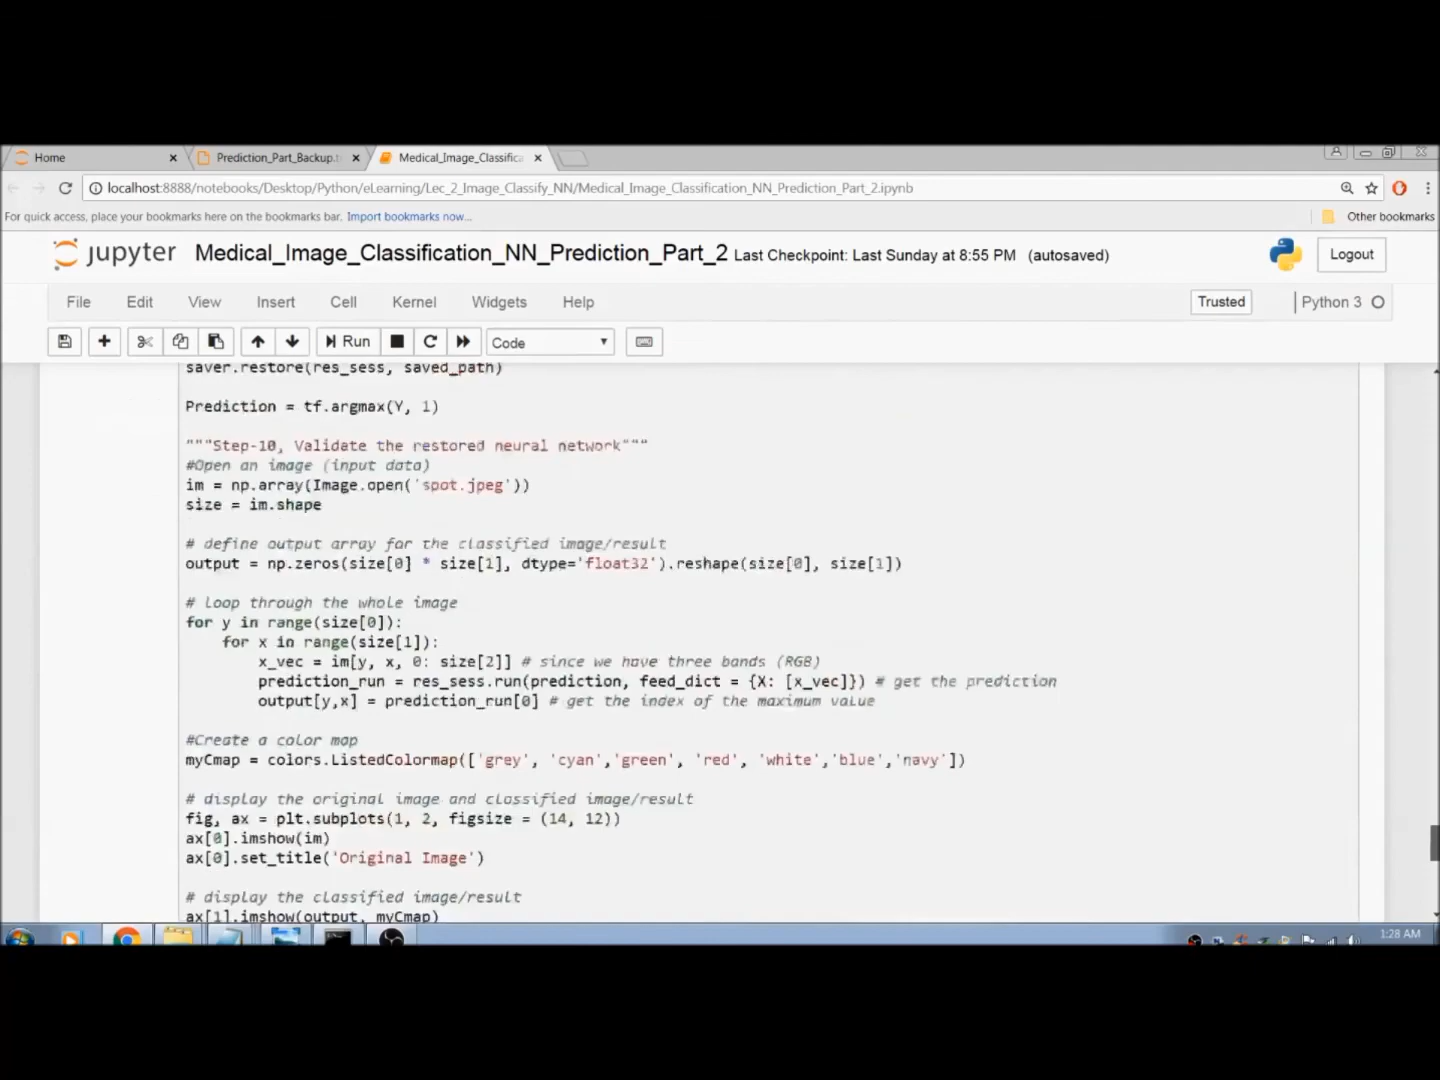 Home
Prediction_Part_Backup.t
Medical_Image_Classifica
localhost:8888/notebooks/Desktop/Python/eLearning/Lec_2_Image_Classify_NN/Medical_Image_Classification_NN_Prediction_Part_2.ipynb
For quick access, place your bookmarks here on the bookmarks bar. Import bookmarks now...
Other bookmarks
jupyter Medical_Image_Classification_NN_Prediction_Part_2 Last Checkpoint: Last Sunday at 8:55 PM (autosaved)
Logout
File Edit View Insert Cell Kernel Widgets Help
Trusted
Python 3
Run
Code
saver.restore(res_sess, saved_path)
Prediction = tf.argmax(Y, 1)
"""Step-10, Validate the restored neural network"""
#Open an image (input data)
im = np.array(Image.open('spot.jpeg'))
size = im.shape
# define output array for the classified image/result
output = np.zeros(size[0] * size[1], dtype='float32').reshape(size[0], size[1])
# loop through the whole image
for y in range(size[0]):
for x in range(size[1]):
x_vec = im[y, x, 0: size[2]] # since we have three bands (RGB)
prediction_run = res_sess.run(prediction, feed_dict = {X: [x_vec]}) # get the prediction
output[y,x] = prediction_run[0] # get the index of the maximum value
#Create a color map
myCmap = colors.ListedColormap(['grey', 'cyan','green', 'red', 'white','blue','navy'])
# display the original image and classified image/result
fig, ax = plt.subplots(1, 2, figsize = (14, 12))
ax[0].imshow(im)
ax[0].set_title('Original Image')
# display the classified image/result
ax[1].imshow(output, myCmap)
1:28 AM